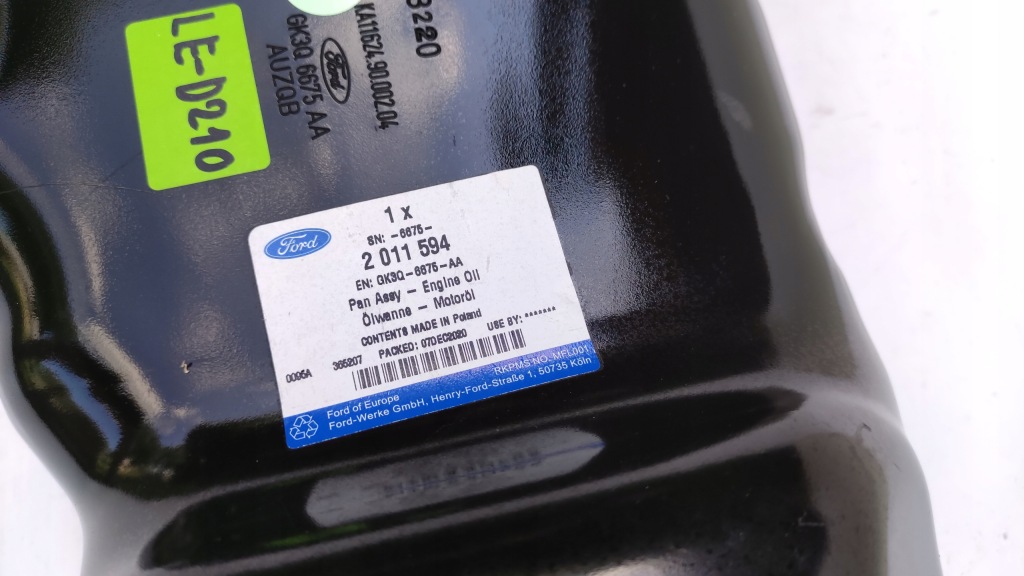 LE-D210
3220
KA11624.90.002.04
Ford
GK3Q 6675 AA
AUZQB
Ford
1 x
SN: -6675-
2 011 594
EN: GK3Q-6675-AA
Pan Assy - Engine Oil
Ölwanne - Motoröl
CONTENTS MADE IN Poland
365207 PACKED: 07DEC2020 USE BY: *******
0095A
RKPMS NO. MFL001
Ford of Europe
Ford-Werke GmbH, Henry-Ford-Straße 1, 50735 Köln